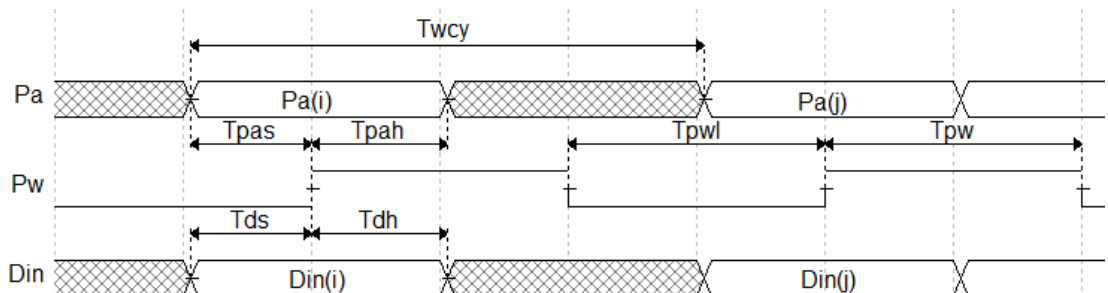 Twcy
Pa Pa(i) Pa(j)
Tpas Tpah Tpwl Tpw
Pw
Tds Tdh
Din Din(i) Din(j)